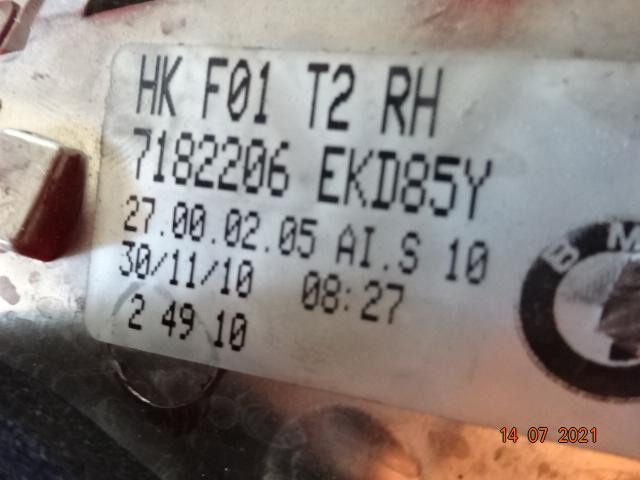 HK F01 T2 RH
7182206 EKD85Y
27.00.02.05 AI.S 10
30/11/10 08:27
2 49 10
B M
14 07 2021